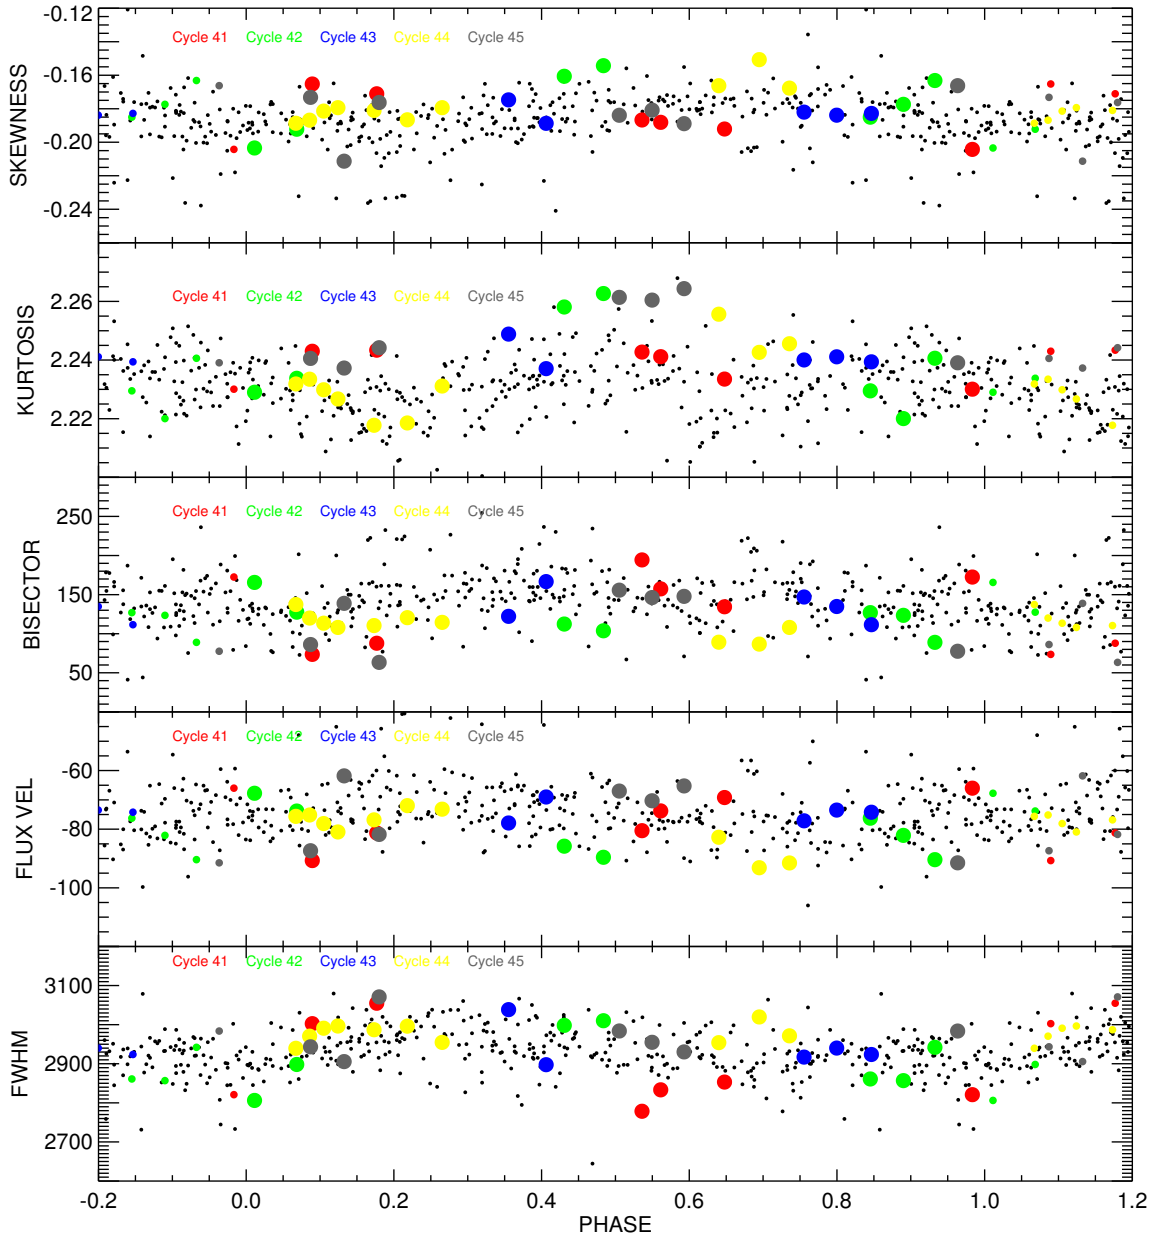 -0.12
Cycle 41 Cycle 42 Cycle 43 Cycle 44 Cycle 45
-0.16
SKEWNESS
-0.20
-0.24
Cycle 41 Cycle 42 Cycle 43 Cycle 44 Cycle 45
2.26
KURTOSIS
2.24
2.22
Cycle 41 Cycle 42 Cycle 43 Cycle 44 Cycle 45
250
BISECTOR
150
50
Cycle 41 Cycle 42 Cycle 43 Cycle 44 Cycle 45
-60
FLUX VEL
-80
-100
Cycle 41 Cycle 42 Cycle 43 Cycle 44 Cycle 45
3100
FWHM
2900
2700
-0.2 0.0 0.2 0.4 0.6 0.8 1.0 1.2
PHASE